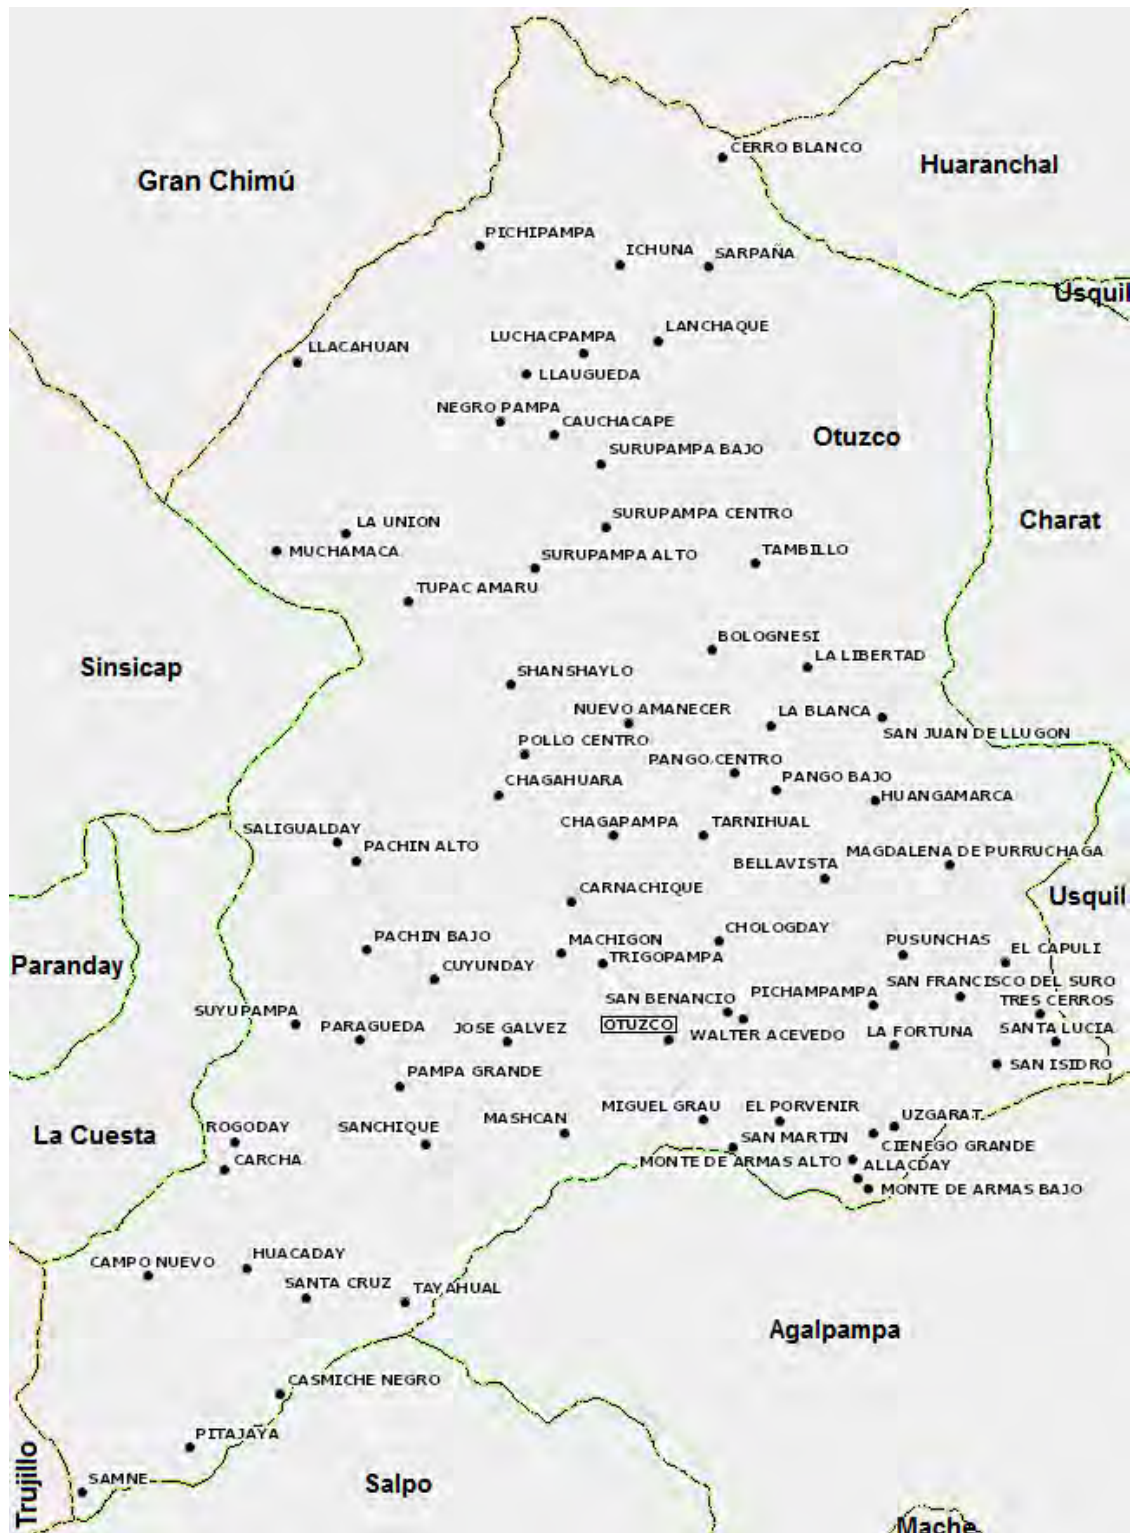 CERRO BLANCO
Huaranchal
Gran Chimú
PICHIPAMPA
ICHUNA
SARPAÑA
Usquil
LANCHAQUE
LUCHACPAMPA
LLACAHUAN
LLAUGUEDA
NEGRO PAMPA
CAUCHACAPE
Otuzco
SURUPAMPA BAJO
LA UNION
SURUPAMPA CENTRO
Charat
MUCHAMACA
SURUPAMPA ALTO
TAMBILLO
TUPAC AMARU
BOLOGNESI
LA LIBERTAD
Sinsicap
SHANSHAYLO
NUEVO AMANECER
LA BLANCA
SAN JUAN DE LLUGON
POLLO CENTRO
PANGO CENTRO
PANGO BAJO
CHAGAHUARA
HUANGAMARCA
SALIGUALDAY
CHAGAPAMPA
TARNIHUAL
PACHIN ALTO
MAGDALENA DE PURRUCHAGA
BELLAVISTA
CARNACHIQUE
Usquil
CHOLOGDAY
PACHIN BAJO
MACHIGON
PUSUNCHAS
EL CAPULI
Paranday
CUYUNDAY
TRIGOPAMPA
SAN FRANCISCO DEL SURO
SUYUPAMPA
SAN BENANCIO
PICHAMPAMPA
TRES CERROS
PARAGUEDA
JOSE GALVEZ
OTUZCO
WALTER ACEVEDO
LA FORTUNA
SANTA LUCIA
PAMPA GRANDE
SAN ISIDRO
La Cuesta
ROGODAY
SANCHIQUE
MASHCAN
MIGUEL GRAU
EL PORVENIR
UZGARAT
SAN MARTIN
CIENEGO GRANDE
CARCHA
MONTE DE ARMAS ALTO
ALLACDAY
MONTE DE ARMAS BAJO
CAMPO NUEVO
HUACADAY
SANTA CRUZ
TAYAHUAL
Agalpampa
CASMICHE NEGRO
PITAJAYA
Trujillo
SAMNE
Salpo
Mache